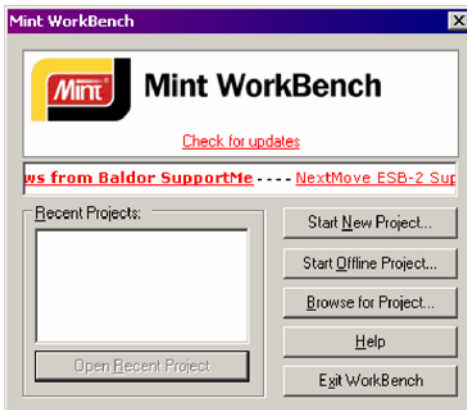 Mint WorkBench
Mint
Mint WorkBench
Check for updates
ws from Baldor SupportMe ---- NextMove ESB-2 Sup
Recent Projects:
Open Recent Project
Start New Project...
Start Offline Project...
Browse for Project...
Help
Exit WorkBench